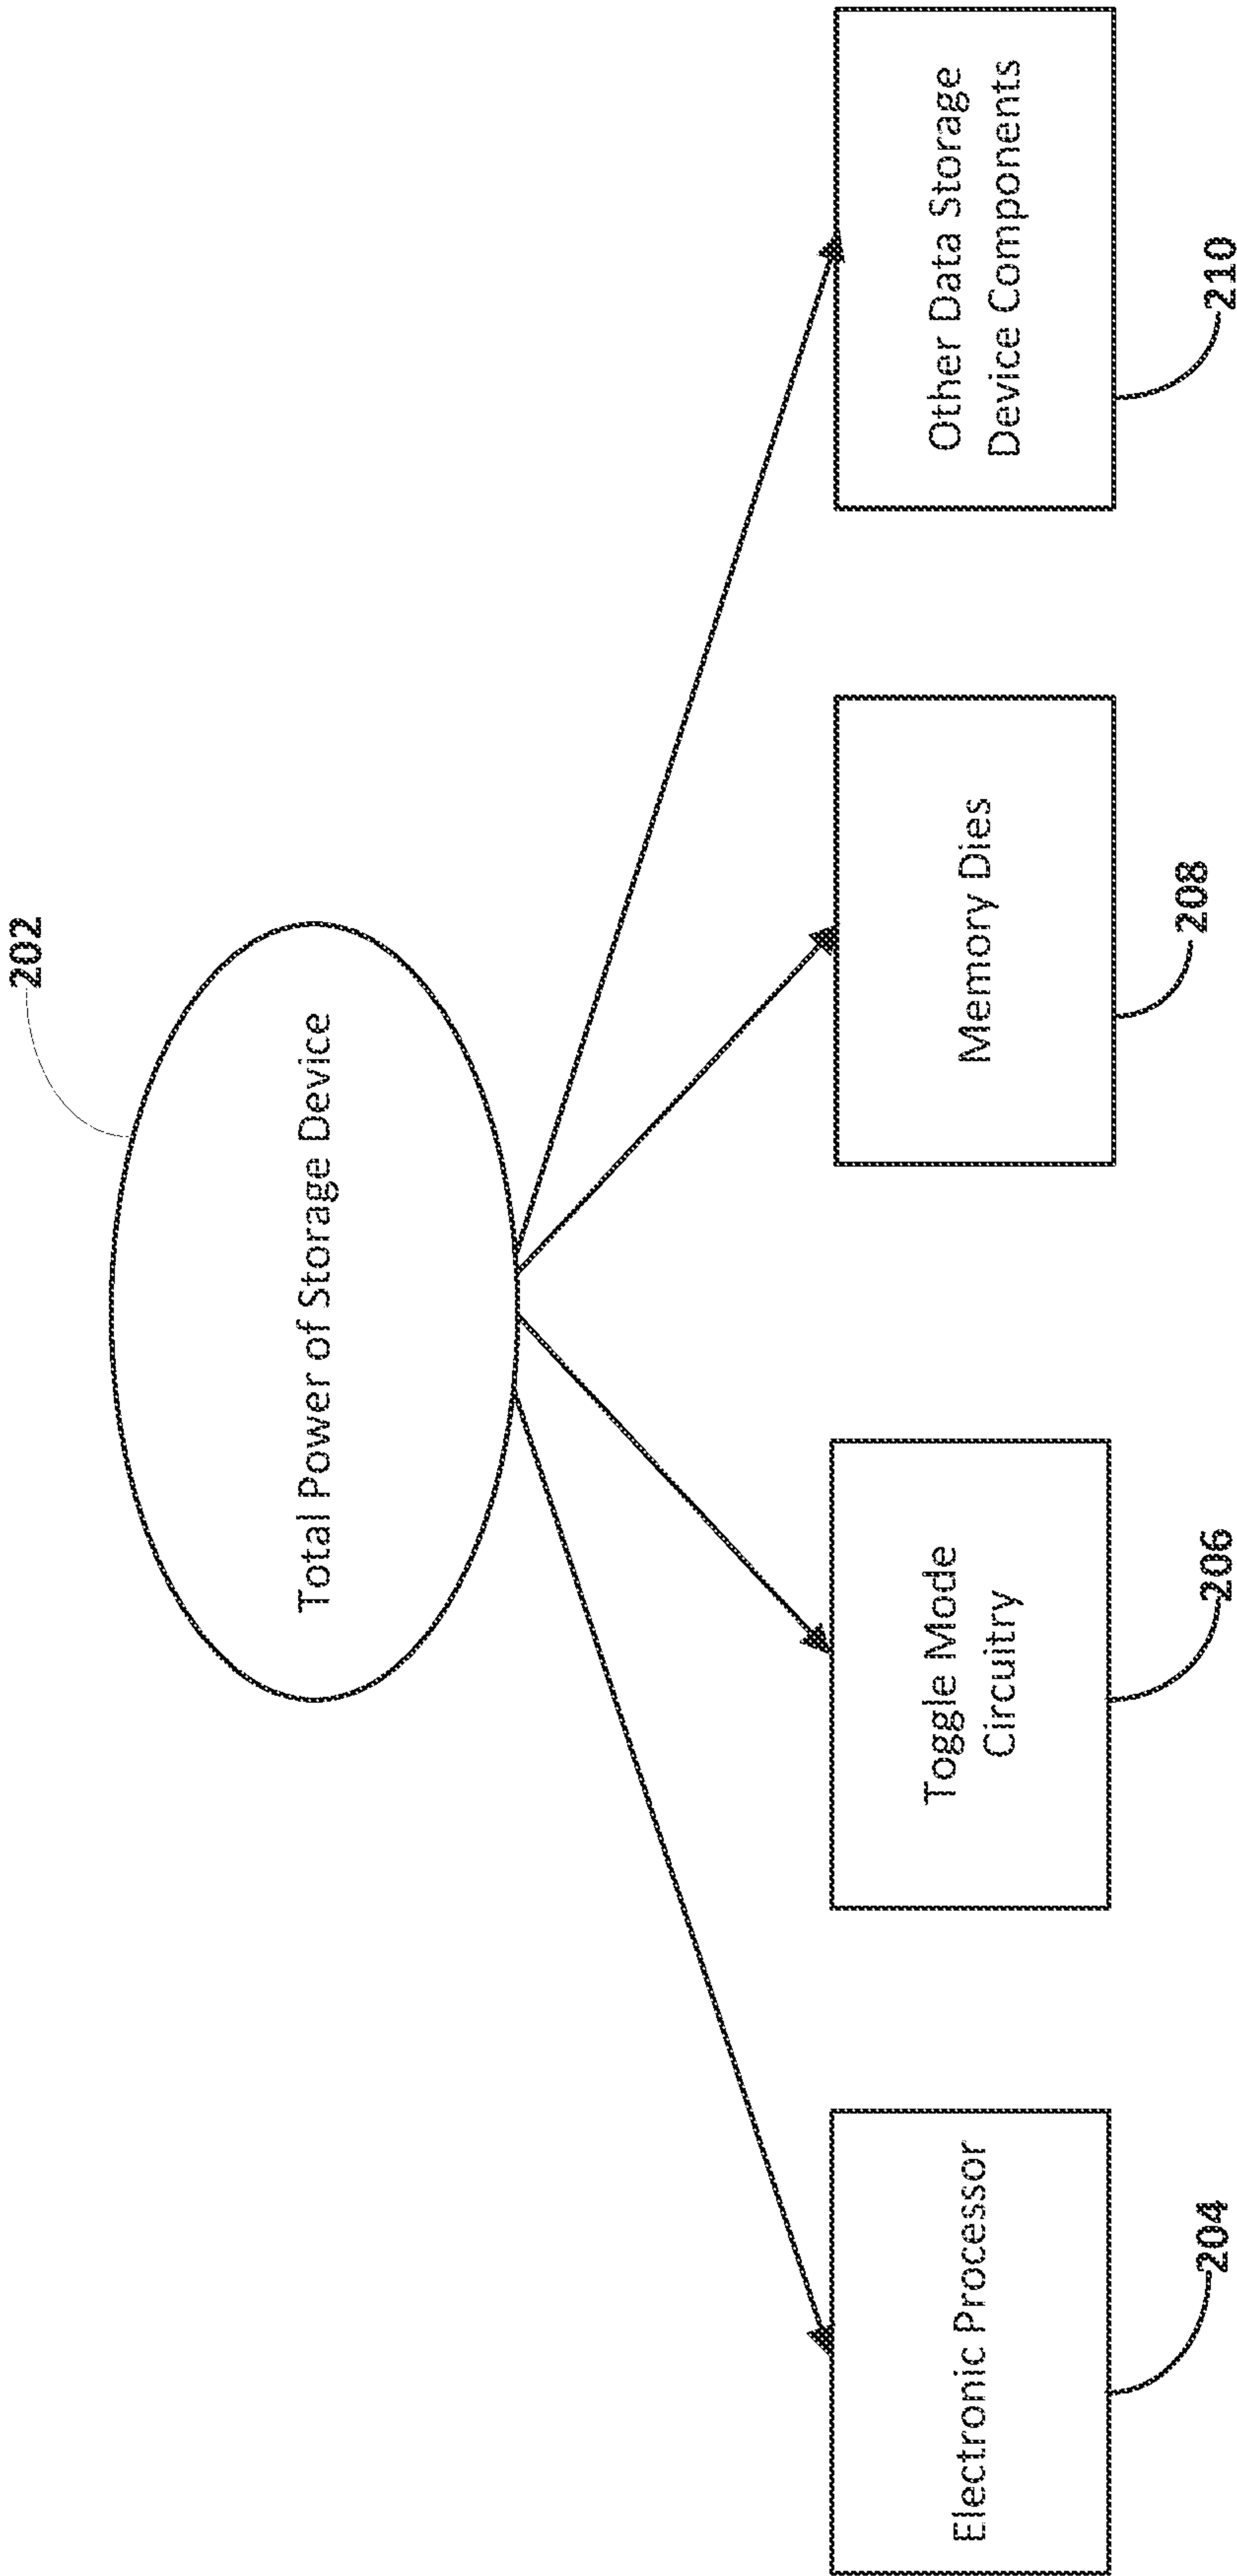 202
Total Power of Storage Device
Electronic Processor
204
Toggle Mode
Circuitry
206
Memory Dies
208
Other Data Storage
Device Components
210